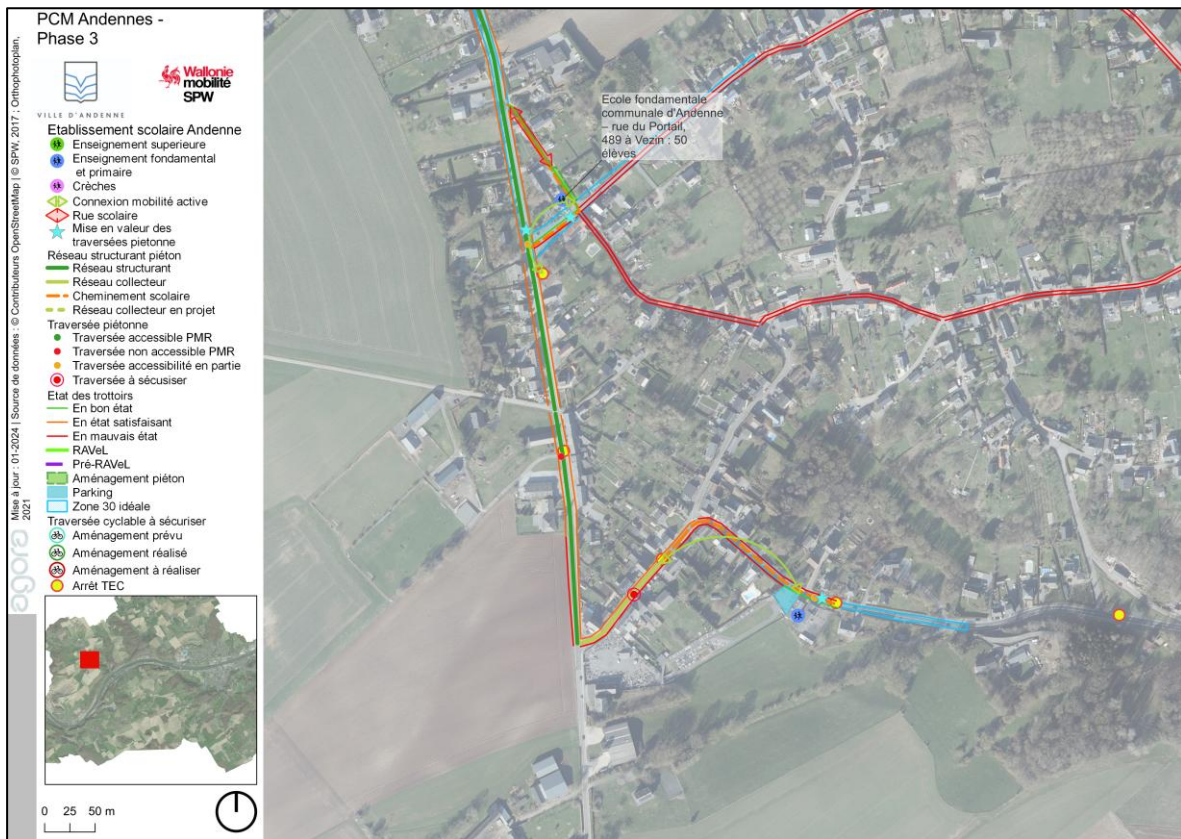 PCM Andennes -
Phase 3
VILLE D'ANDENNE
Wallonie
mobilité
SPW
Etablissement scolaire Andenne
Enseignement superieure
Enseignement fondamental
et primaire
Crèches
Connexion mobilité active
Rue scolaire
Mise en valeur des
traversées pietonne
Réseau structurant piéton
Réseau structurant
Réseau collecteur
Cheminement scolaire
Réseau collecteur en projet
Traversée piétonne
Traversée accessible PMR
Traversée non accessible PMR
Traversée accessibilité en partie
Traversée à sécusiser
Etat des trottoirs
En bon état
En état satisfaisant
En mauvais état
RAVeL
Pré-RAVeL
Aménagement piéton
Parking
Zone 30 idéale
Traversée cyclable à sécuriser
Aménagement prévu
Aménagement réalisé
Aménagement à réaliser
Arrêt TEC
0 25 50 m
agora
Mise à jour : 01-2024 | Source de données : © Contributeurs OpenStreetMap | © SPW, 2017 ; Orthophotoplan,
2021
Ecole fondamentale
communale d'Andenne
– rue du Portail,
489 à Vezin : 50
élèves